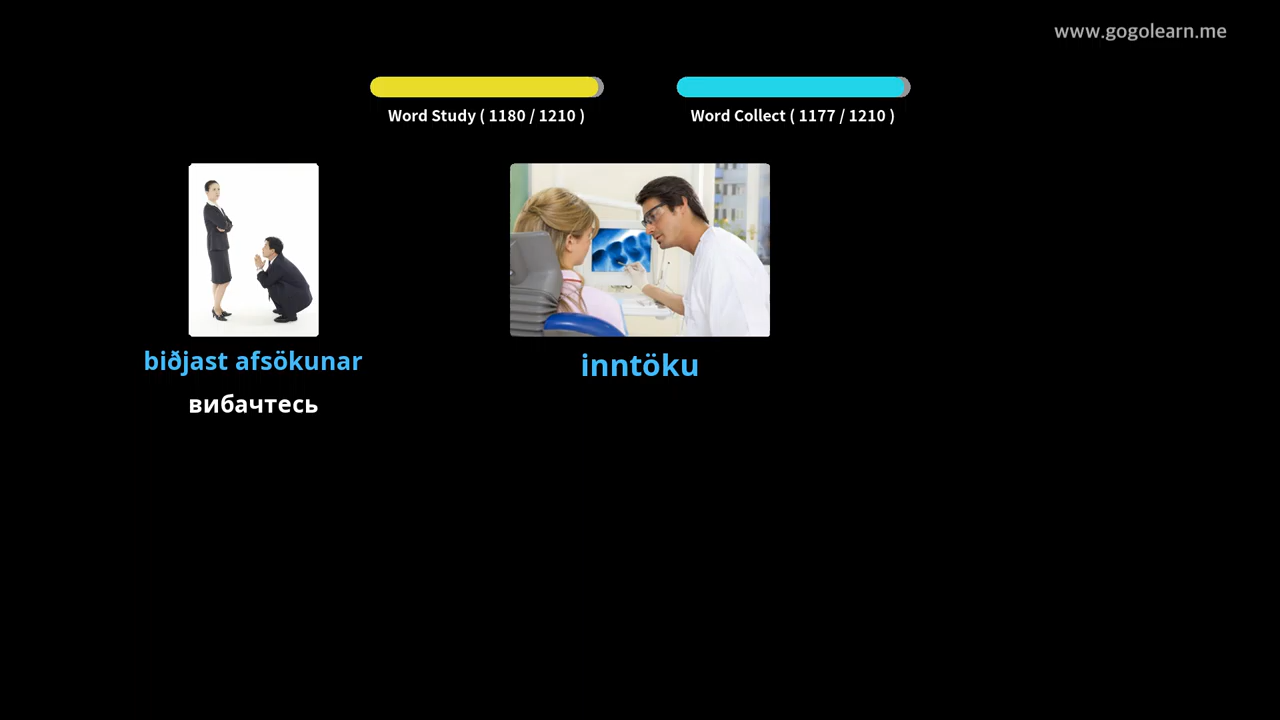 www.gogolearn.me
Word Study ( 1180 / 1210 )
Word Collect ( 1177 / 1210 )
biðjast afsökunar
вибачтесь
inntöku